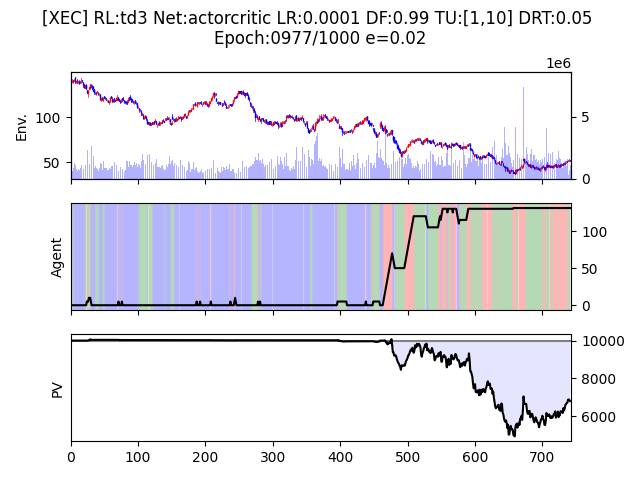 [XEC] RL:td3 Net:actorcritic LR:0.0001 DF:0.99 TU:[1,10] DRT:0.05
Epoch:0977/1000 e=0.02
1e6
Env.
100
50
5
0
Agent
100
50
0
PV
10000
8000
6000
0 100 200 300 400 500 600 700